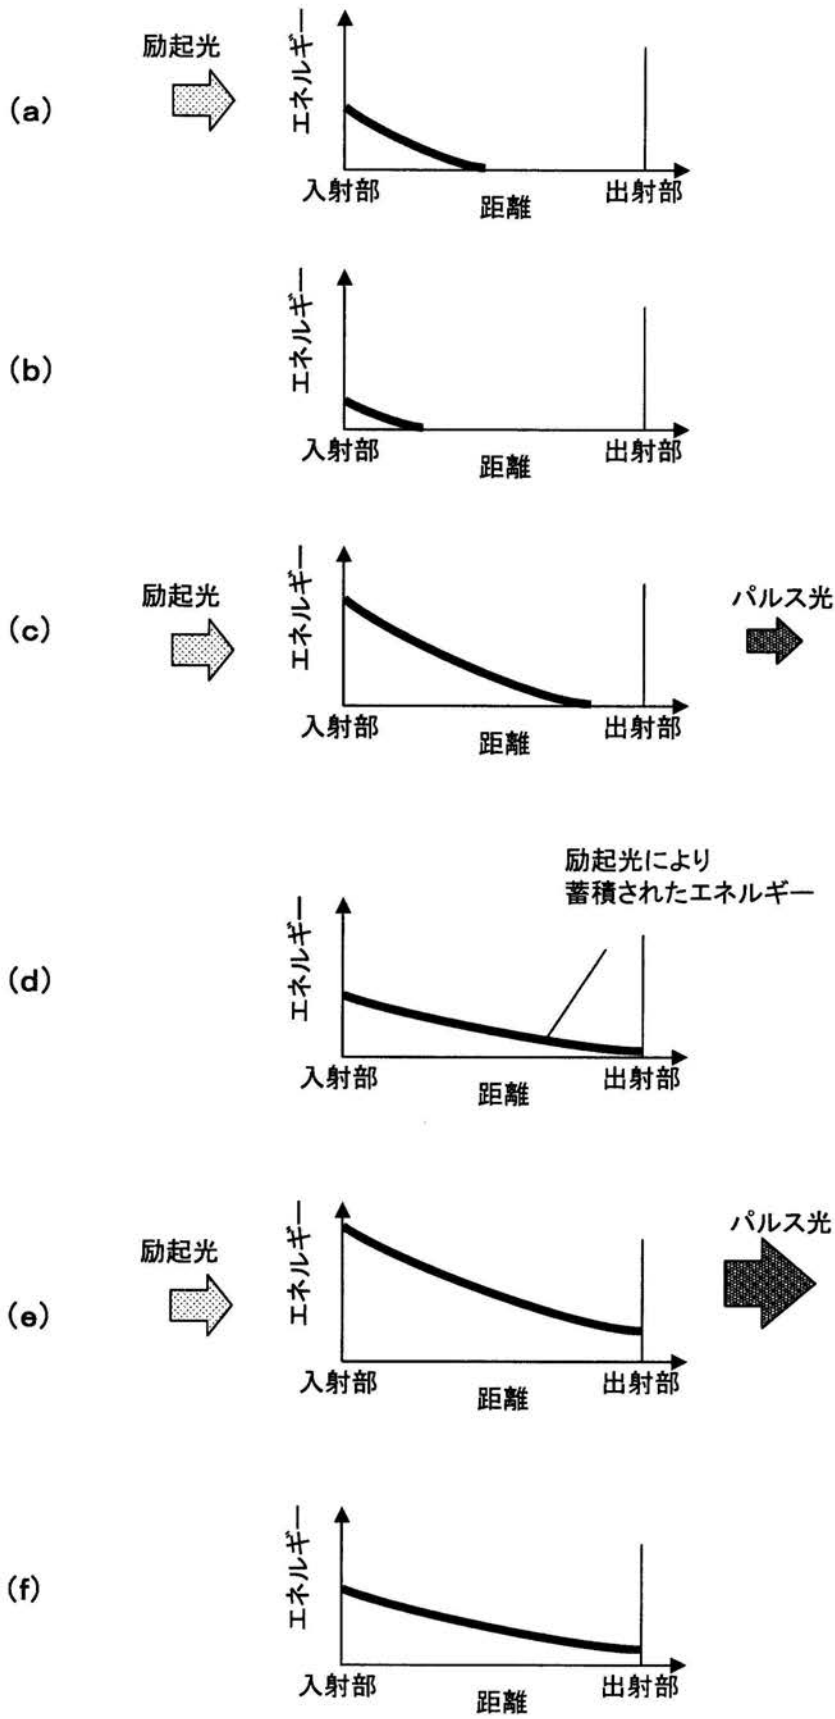 (a)
励起光
エネルギー
入射部
距離
出射部
(b)
エネルギー
入射部
距離
出射部
(c)
励起光
エネルギー
入射部
距離
出射部
パルス光
(d)
エネルギー
励起光により
蓄積されたエネルギー
入射部
距離
出射部
(e)
励起光
エネルギー
入射部
距離
出射部
パルス光
(f)
エネルギー
入射部
距離
出射部